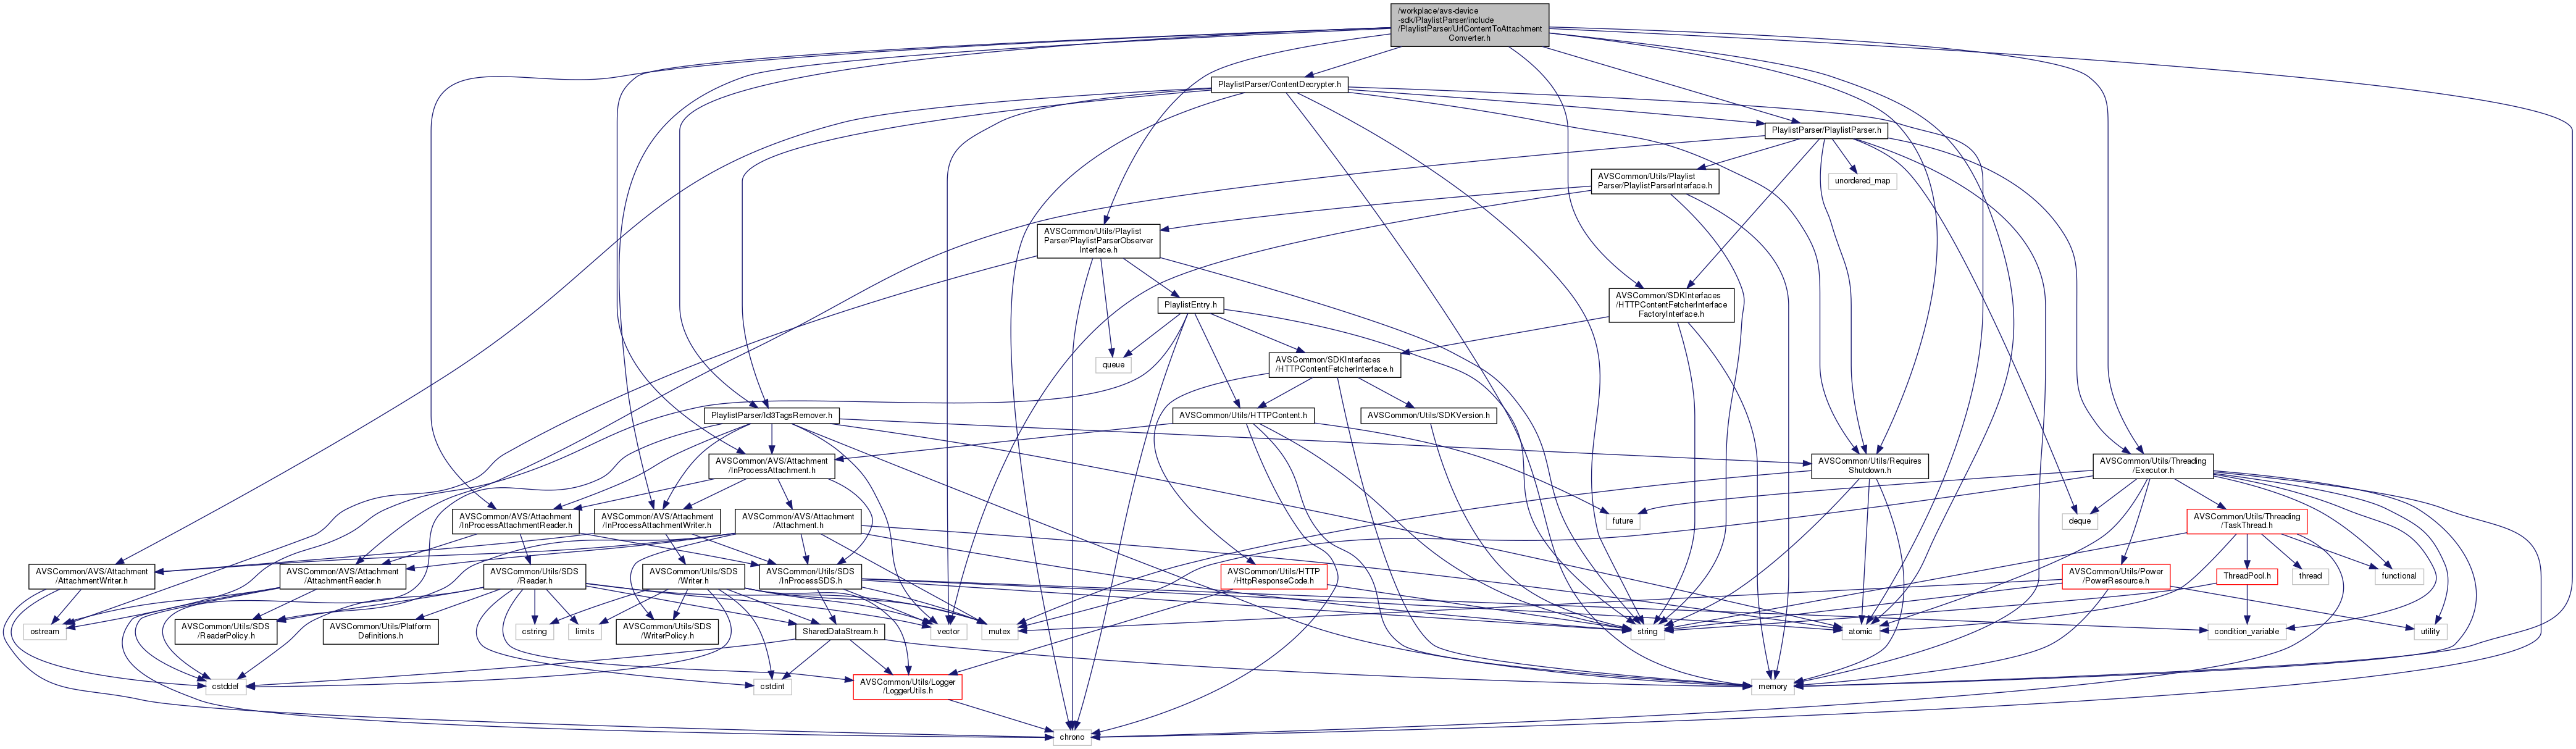 /workplace/avs-device
-sdk/PlaylistParser/include
/PlaylistParser/UrlContentToAttachment
Converter.h
PlaylistParser/ContentDecrypter.h
PlaylistParser/PlaylistParser.h
AVSCommon/Utils/Playlist
Parser/PlaylistParserInterface.h
unordered_map
AVSCommon/Utils/Playlist
Parser/PlaylistParserObserver
Interface.h
PlaylistEntry.h
AVSCommon/SDKInterfaces
/HTTPContentFetcherInterface
FactoryInterface.h
queue
AVSCommon/SDKInterfaces
/HTTPContentFetcherInterface.h
PlaylistParser/Id3TagsRemover.h
AVSCommon/Utils/HTTPContent.h
AVSCommon/Utils/SDKVersion.h
AVSCommon/AVS/Attachment
/InProcessAttachment.h
AVSCommon/Utils/Requires
Shutdown.h
AVSCommon/Utils/Threading
/Executor.h
AVSCommon/AVS/Attachment
/InProcessAttachmentReader.h
AVSCommon/AVS/Attachment
/InProcessAttachmentWriter.h
AVSCommon/AVS/Attachment
/Attachment.h
future
deque
AVSCommon/Utils/Threading
/TaskThread.h
AVSCommon/AVS/Attachment
/AttachmentWriter.h
AVSCommon/AVS/Attachment
/AttachmentReader.h
AVSCommon/Utils/SDS
/Reader.h
AVSCommon/Utils/SDS
/Writer.h
AVSCommon/Utils/SDS
/InProcessSDS.h
AVSCommon/Utils/HTTP
/HttpResponseCode.h
AVSCommon/Utils/Power
/PowerResource.h
ThreadPool.h
thread
functional
ostream
AVSCommon/Utils/SDS
/ReaderPolicy.h
AVSCommon/Utils/Platform
Definitions.h
cstring
limits
AVSCommon/Utils/SDS
/WriterPolicy.h
SharedDataStream.h
vector
mutex
string
atomic
condition_variable
utility
cstddef
cstdint
AVSCommon/Utils/Logger
/LoggerUtils.h
memory
chrono